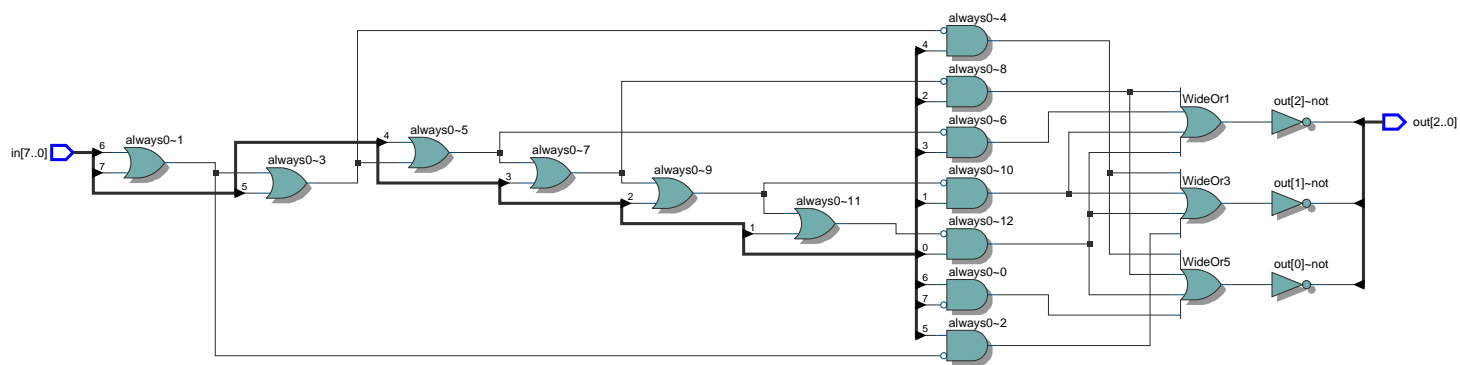 always0~4
4
always0~8
2
WideOr1
out[2]~not
always0~6
3
out[2..0]
in[7..0]
6
7
always0~1
always0~3
5
4
always0~5
always0~7
3
always0~9
2
always0~11
1
always0~10
1
WideOr3
out[1]~not
always0~12
0
always0~0
6
7
WideOr5
out[0]~not
always0~2
5